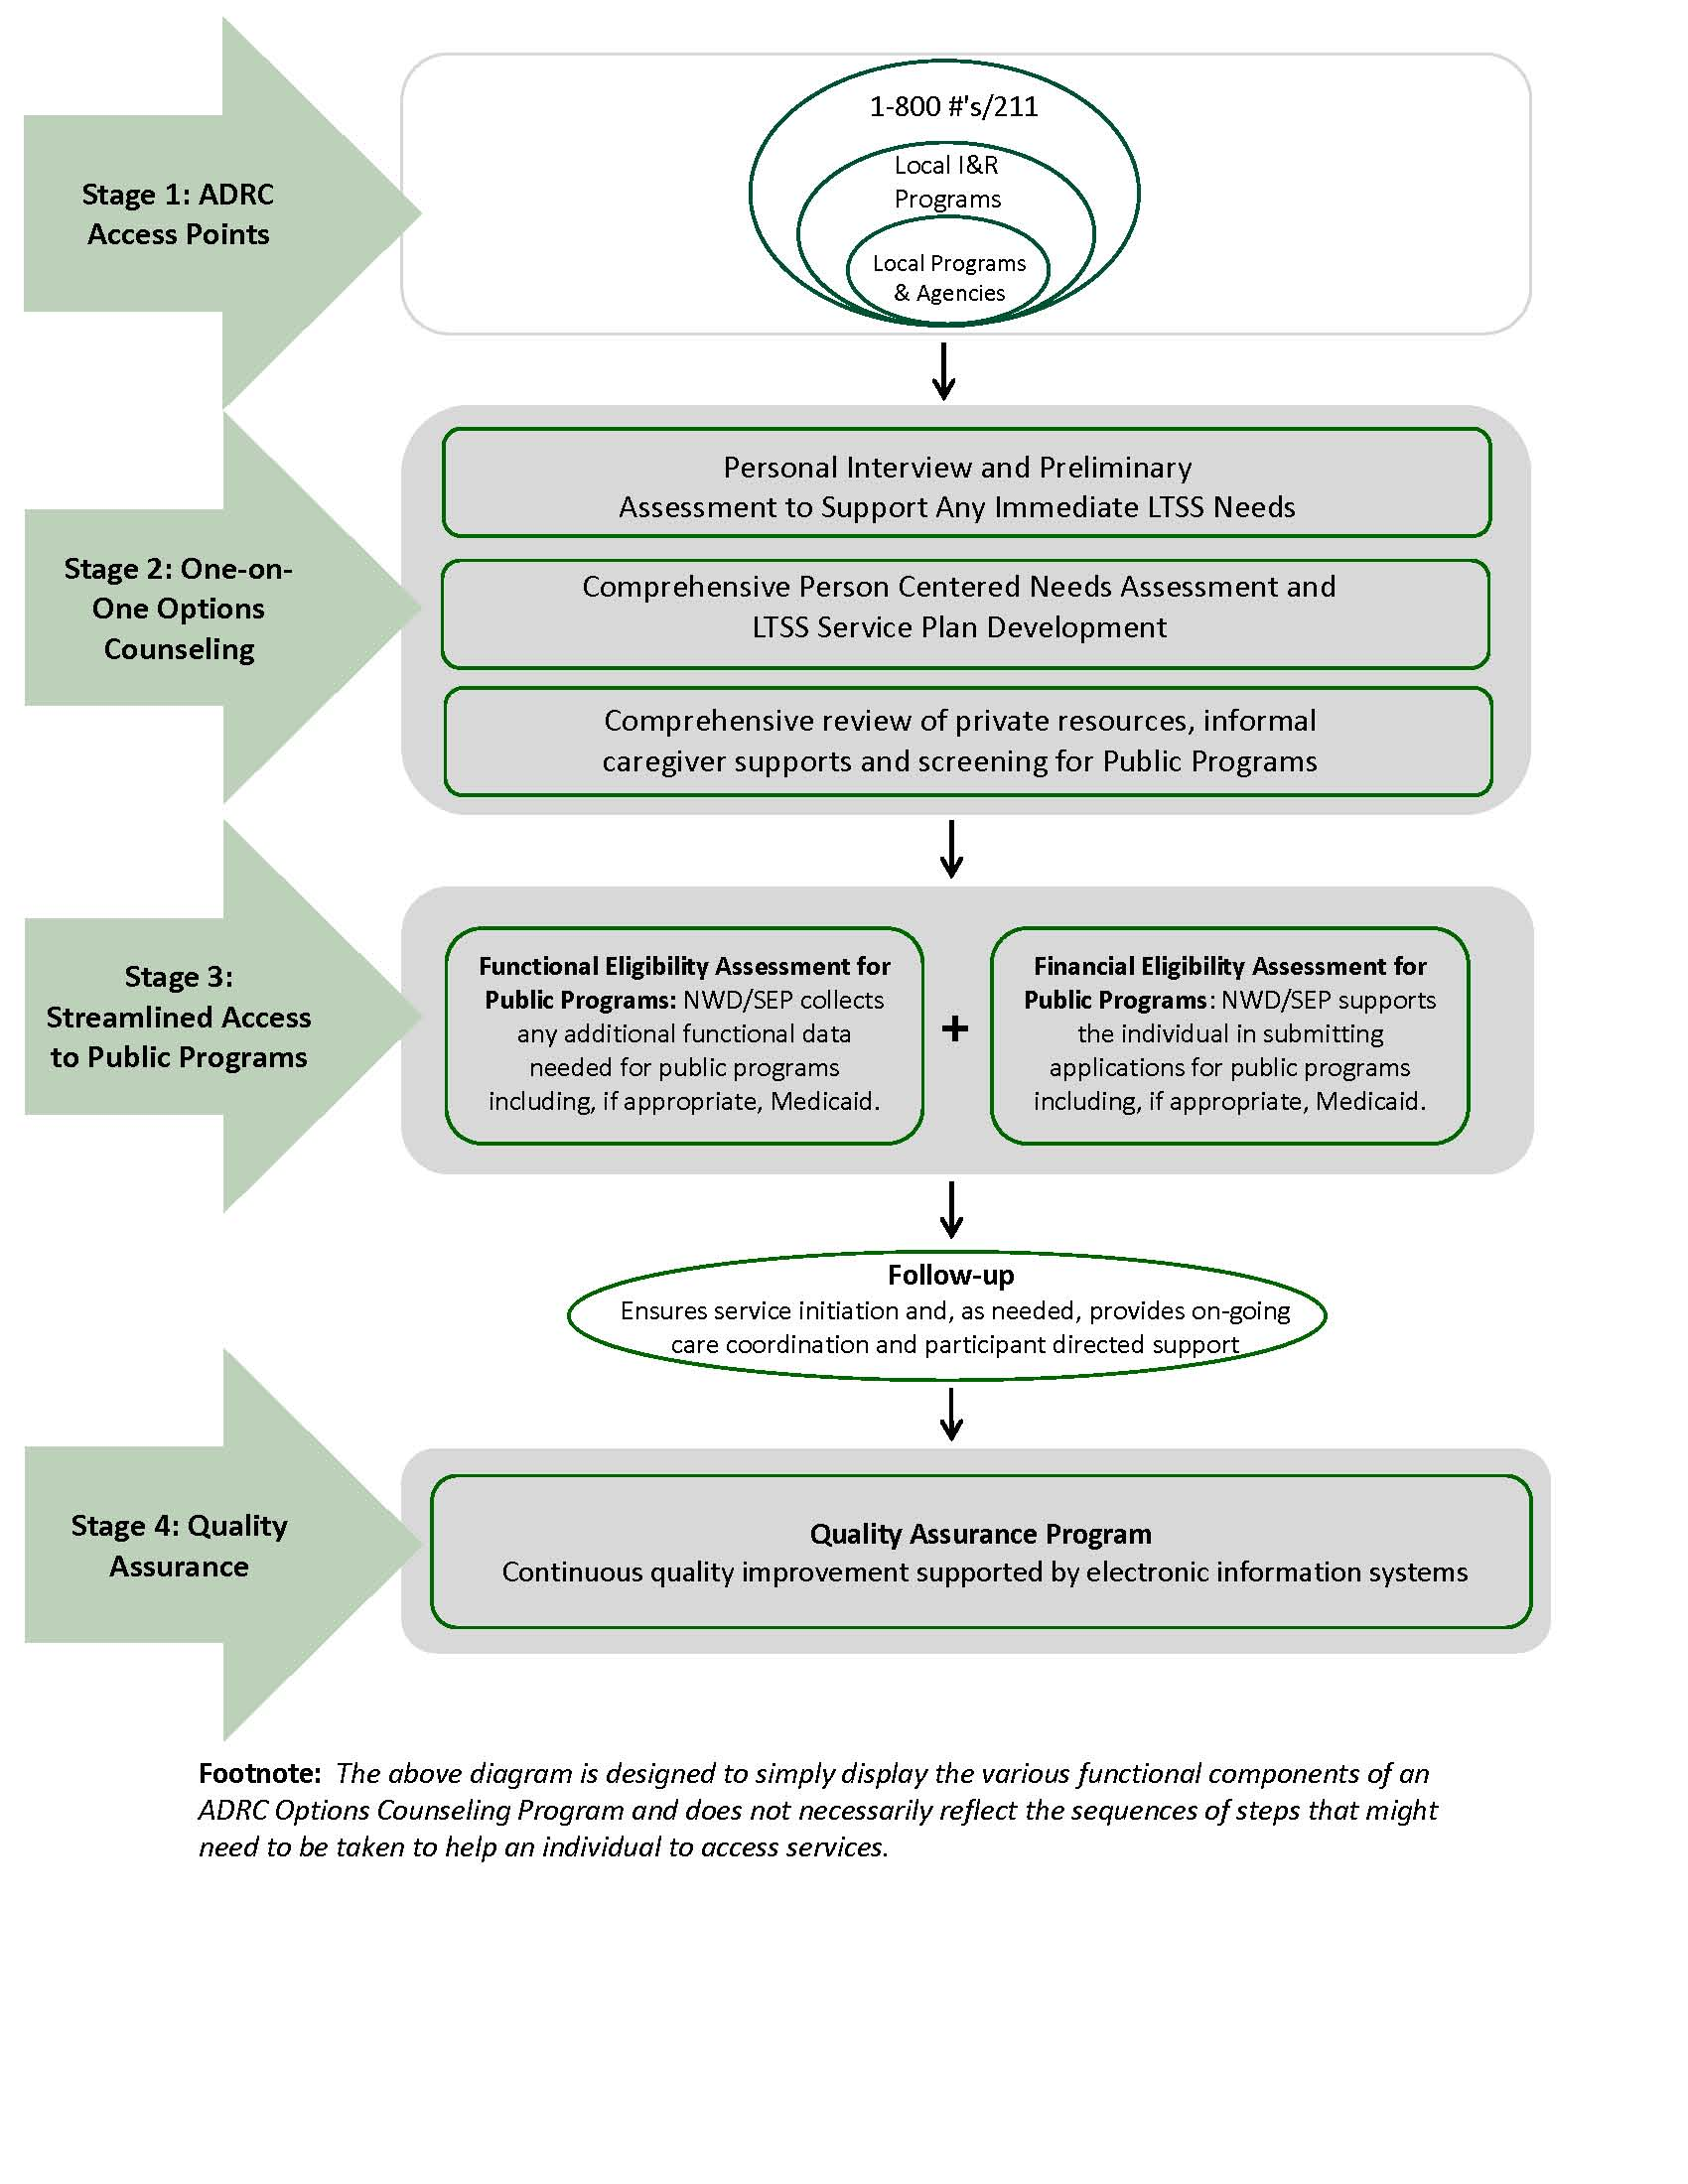 Stage 1: ADRC
Access Points
1-800 #'s/211
Local I&R
Programs
Local Programs
& Agencies
Stage 2: One-on-
One Options
Counseling
Personal Interview and Preliminary
Assessment to Support Any Immediate LTSS Needs
Comprehensive Person Centered Needs Assessment and
LTSS Service Plan Development
Comprehensive review of private resources, informal
caregiver supports and screening for Public Programs
Stage 3:
Streamlined Access
to Public Programs
Functional Eligibility Assessment for
Public Programs: NWD/SEP collects
any additional functional data
needed for public programs
including, if appropriate, Medicaid.
+
Financial Eligibility Assessment for
Public Programs: NWD/SEP supports
the individual in submitting
applications for public programs
including, if appropriate, Medicaid.
Follow-up
Ensures service initiation and, as needed, provides on-going
care coordination and participant directed support
Stage 4: Quality
Assurance
Quality Assurance Program
Continuous quality improvement supported by electronic information systems
Footnote: The above diagram is designed to simply display the various functional components of an
ADRC Options Counseling Program and does not necessarily reflect the sequences of steps that might
need to be taken to help an individual to access services.